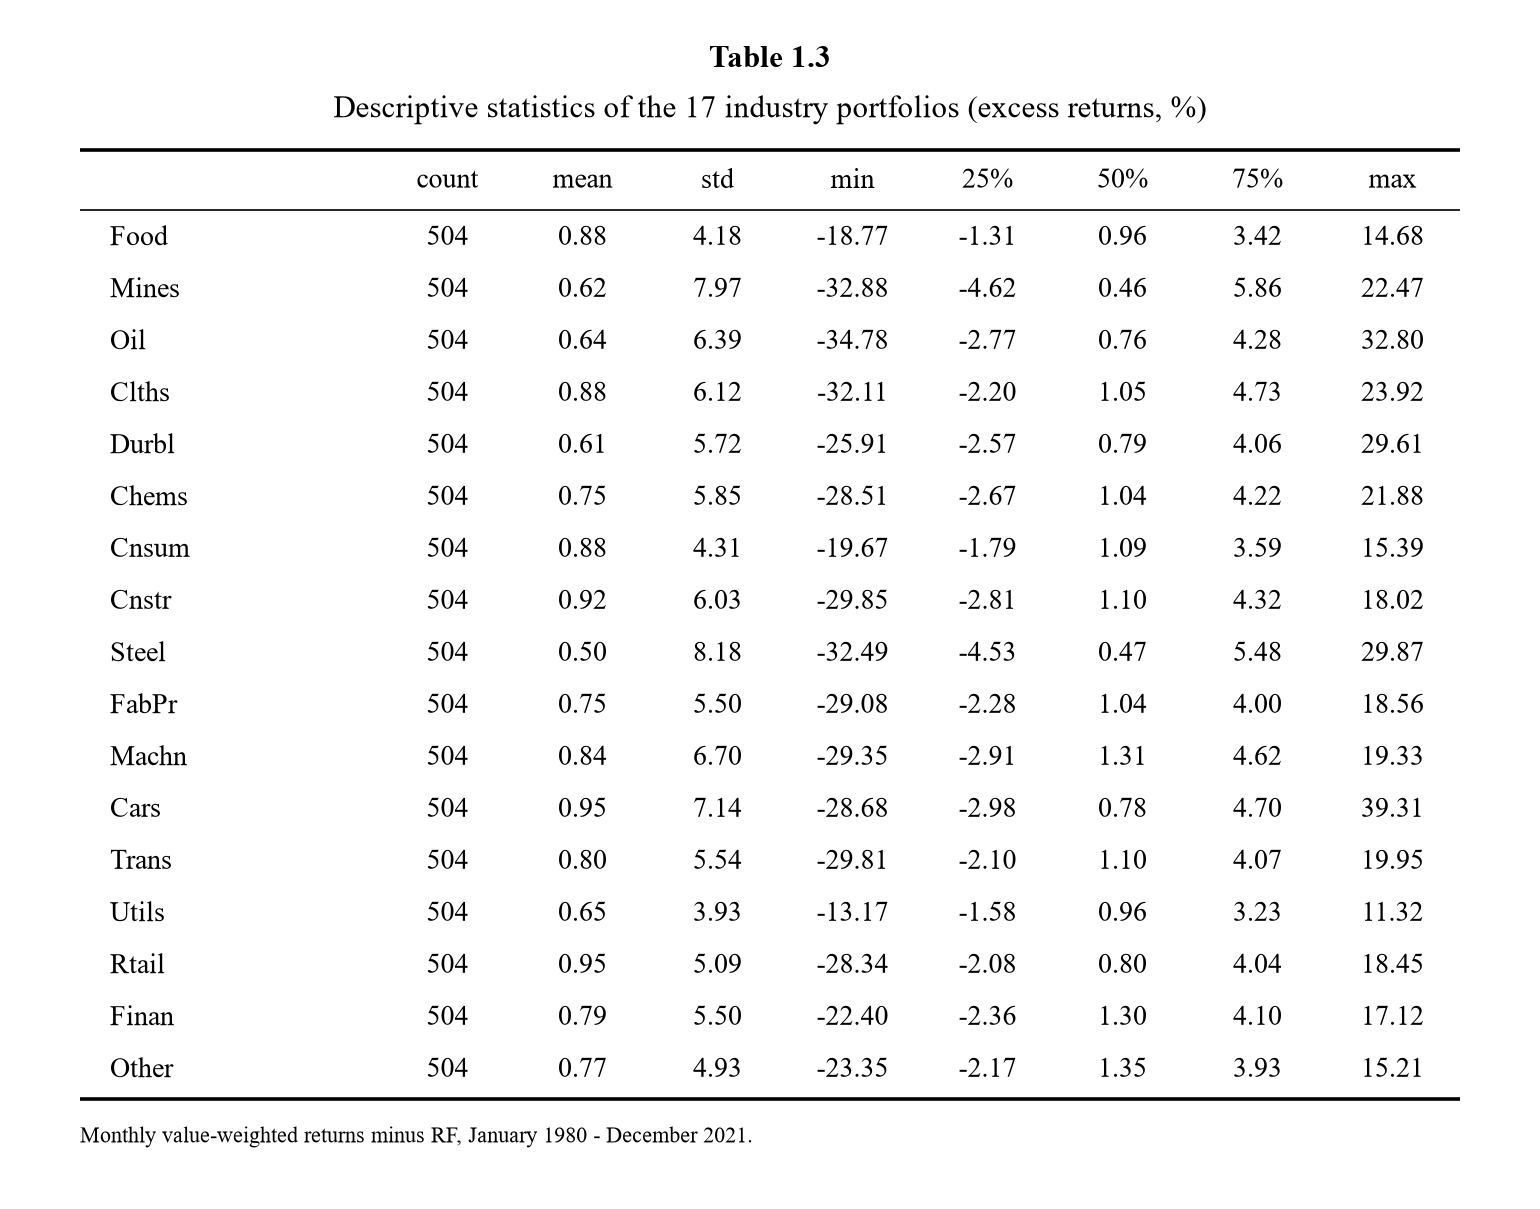 Table 1.3
Descriptive statistics of the 17 industry portfolios (excess returns, %)
count mean std min 25% 50% 75% max
Food 504 0.88 4.18 -18.77 -1.31 0.96 3.42 14.68
Mines 504 0.62 7.97 -32.88 -4.62 0.46 5.86 22.47
Oil 504 0.64 6.39 -34.78 -2.77 0.76 4.28 32.80
Clths 504 0.88 6.12 -32.11 -2.20 1.05 4.73 23.92
Durbl 504 0.61 5.72 -25.91 -2.57 0.79 4.06 29.61
Chems 504 0.75 5.85 -28.51 -2.67 1.04 4.22 21.88
Cnsum 504 0.88 4.31 -19.67 -1.79 1.09 3.59 15.39
Cnstr 504 0.92 6.03 -29.85 -2.81 1.10 4.32 18.02
Steel 504 0.50 8.18 -32.49 -4.53 0.47 5.48 29.87
FabPr 504 0.75 5.50 -29.08 -2.28 1.04 4.00 18.56
Machn 504 0.84 6.70 -29.35 -2.91 1.31 4.62 19.33
Cars 504 0.95 7.14 -28.68 -2.98 0.78 4.70 39.31
Trans 504 0.80 5.54 -29.81 -2.10 1.10 4.07 19.95
Utils 504 0.65 3.93 -13.17 -1.58 0.96 3.23 11.32
Rtail 504 0.95 5.09 -28.34 -2.08 0.80 4.04 18.45
Finan 504 0.79 5.50 -22.40 -2.36 1.30 4.10 17.12
Other 504 0.77 4.93 -23.35 -2.17 1.35 3.93 15.21
Monthly value-weighted returns minus RF, January 1980 - December 2021.